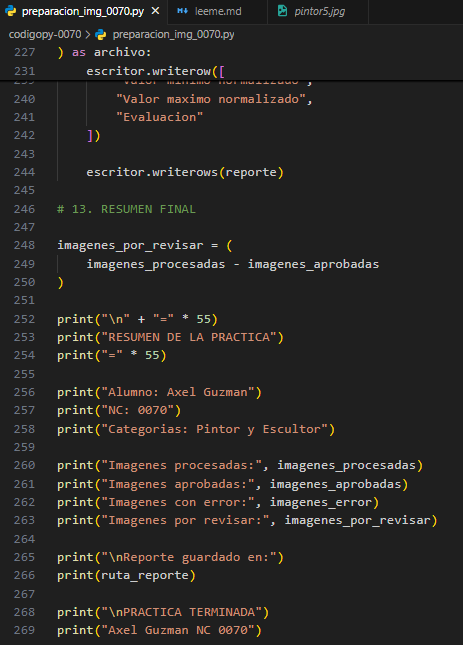 preparacion_img_0070.py × leeme.md pintor5.jpg
codigopy-0070 > preparacion_img_0070.py
227 ) as archivo:
231 escritor.writerow([
239 "Valor minimo normalizado",
240 "Valor maximo normalizado",
241 "Evaluacion"
242 ])
243
244 escritor.writerows(reporte)
245
246 # 13. RESUMEN FINAL
247
248 imagenes_por_revisar = (
249 imagenes_procesadas - imagenes_aprobadas
250 )
251
252 print("\n" + "=" * 55)
253 print("RESUMEN DE LA PRACTICA")
254 print("=" * 55)
255
256 print("Alumno: Axel Guzman")
257 print("NC: 0070")
258 print("Categorias: Pintor y Escultor")
259
260 print("Imagenes procesadas:", imagenes_procesadas)
261 print("Imagenes aprobadas:", imagenes_aprobadas)
262 print("Imagenes con error:", imagenes_error)
263 print("Imagenes por revisar:", imagenes_por_revisar)
264
265 print("\nReporte guardado en:")
266 print(ruta_reporte)
267
268 print("\nPRACTICA TERMINADA")
269 print("Axel Guzman NC 0070")